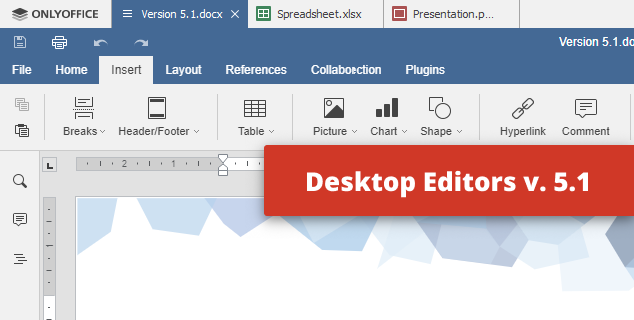 ONLYOFFICE
Version 5.1.docx
Spreadsheet.xlsx
Presentation.p...
Version 5.1.do
File Home Insert Layout References Collaboration Plugins
Breaks Header/Footer Table Picture Chart Shape Hyperlink Comment
L 2 1
Desktop Editors v. 5.1